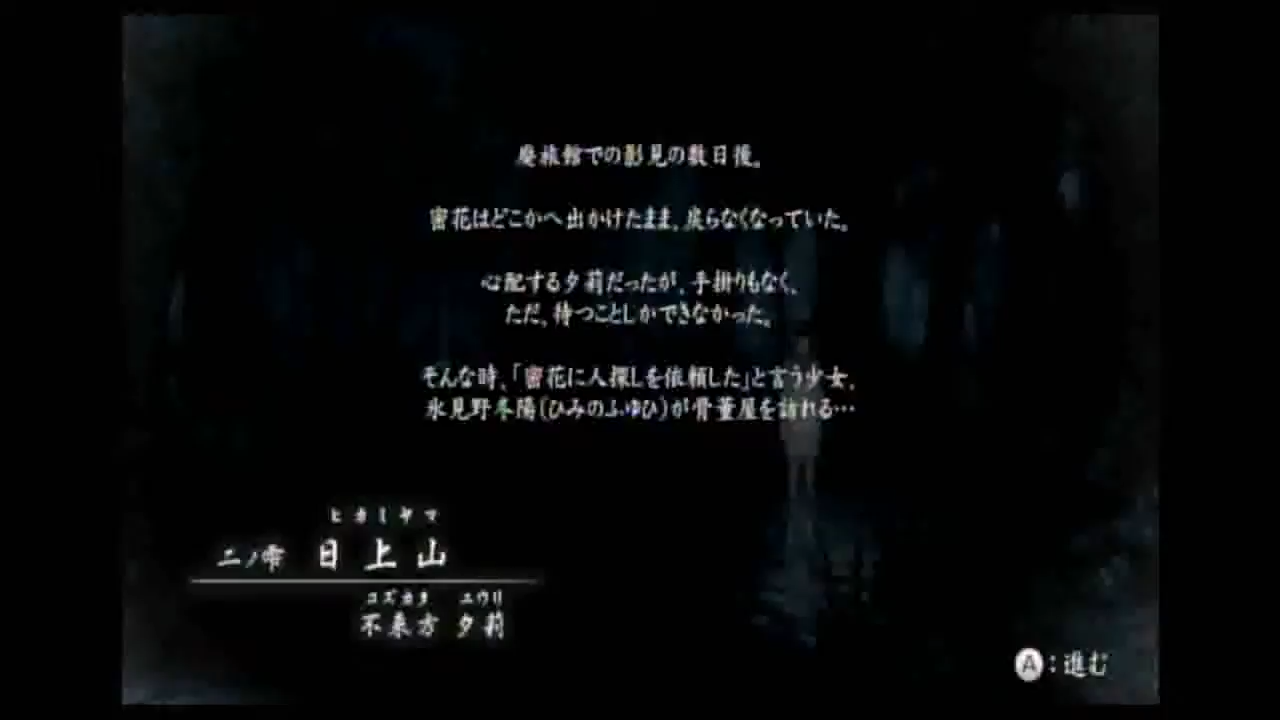 廃旅館での影見の数日後。
密花はどこかへ出かけたまま、戻らなくなっていた。
心配する夕莉だったが、手掛りもなく、
ただ、待つことしかできなかった。
そんな時、「密花に人探しを依頼した」と言う少女、
氷見野冬陽(ひみのふゆひ)が骨董屋を訪れる…
ヒカミヤマ
二ノ雫 日上山
コズカタ ユウリ
不来方 夕莉
A:進む